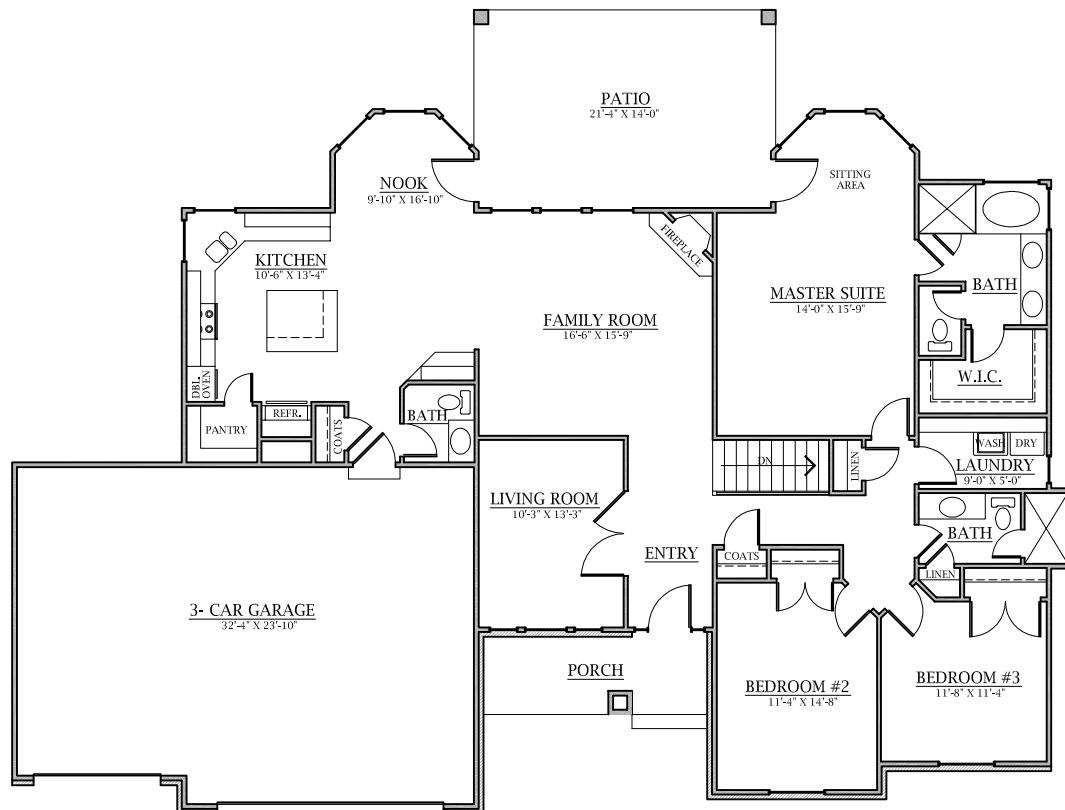 PATIO
21'-4" X 14'-0"
NOOK
9'-10" X 16'-10"
SITTING
AREA
KITCHEN
10'-6" X 13'-4"
FIREPLACE
BATH
MASTER SUITE
14'-0" X 15'-9"
FAMILY ROOM
16'-6" X 15'-9"
DBL.
OVEN
W.I.C.
REFR.
BATH
PANTRY
COATS
WASH
DRY
DN
LINEN
LAUNDRY
9'-0" X 5'-0"
LIVING ROOM
10'-3" X 13'-3"
BATH
ENTRY
COATS
LINEN
3- CAR GARAGE
32'-4" X 23'-10"
PORCH
BEDROOM #2
11'-4" X 14'-8"
BEDROOM #3
11'-8" X 11'-4"